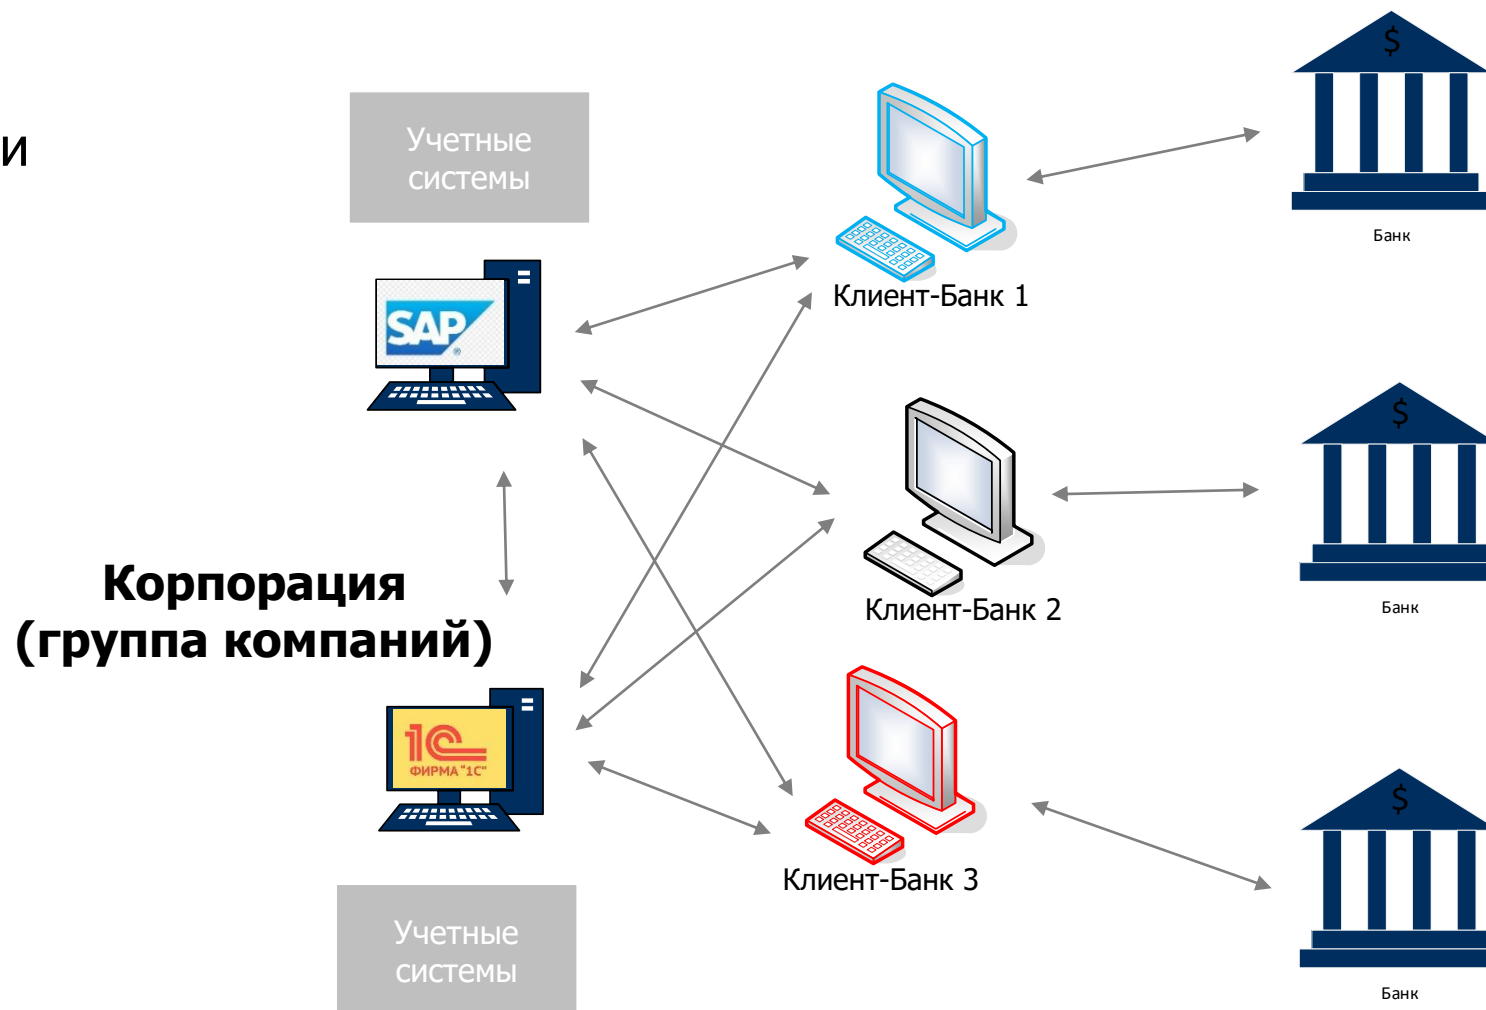 и
Учетные
системы
SAP
®
Корпорация
(группа компаний)
1С
ФИРМА "1С"
Учетные
системы
Клиент-Банк 1
Клиент-Банк 2
Клиент-Банк 3
$
Банк
$
Банк
$
Банк